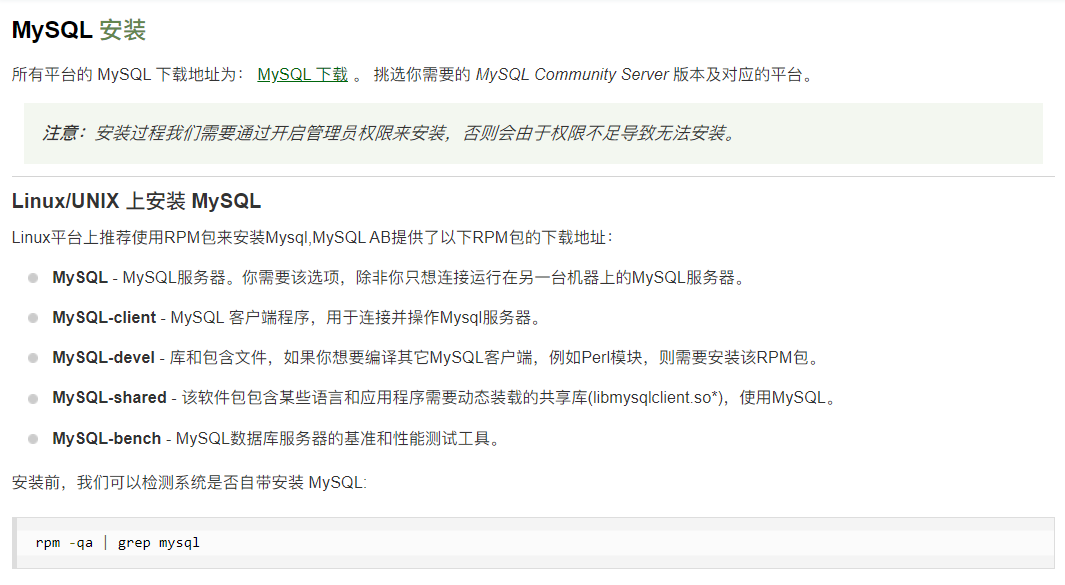 MySQL 安装
所有平台的 MySQL 下载地址为： MySQL 下载 。 挑选你需要的 MySQL Community Server 版本及对应的平台。
注意：安装过程我们需要通过开启管理员权限来安装，否则会由于权限不足导致无法安装。
Linux/UNIX 上安装 MySQL
Linux平台上推荐使用RPM包来安装Mysql,MySQL AB提供了以下RPM包的下载地址：
MySQL - MySQL服务器。你需要该选项，除非你只想连接运行在另一台机器上的MySQL服务器。
MySQL-client - MySQL 客户端程序，用于连接并操作Mysql服务器。
MySQL-devel - 库和包含文件，如果你想要编译其它MySQL客户端，例如Perl模块，则需要安装该RPM包。
MySQL-shared - 该软件包包含某些语言和应用程序需要动态装载的共享库(libmysqlclient.so*)，使用MySQL。
MySQL-bench - MySQL数据库服务器的基准和性能测试工具。
安装前，我们可以检测系统是否自带安装 MySQL:
rpm -qa | grep mysql